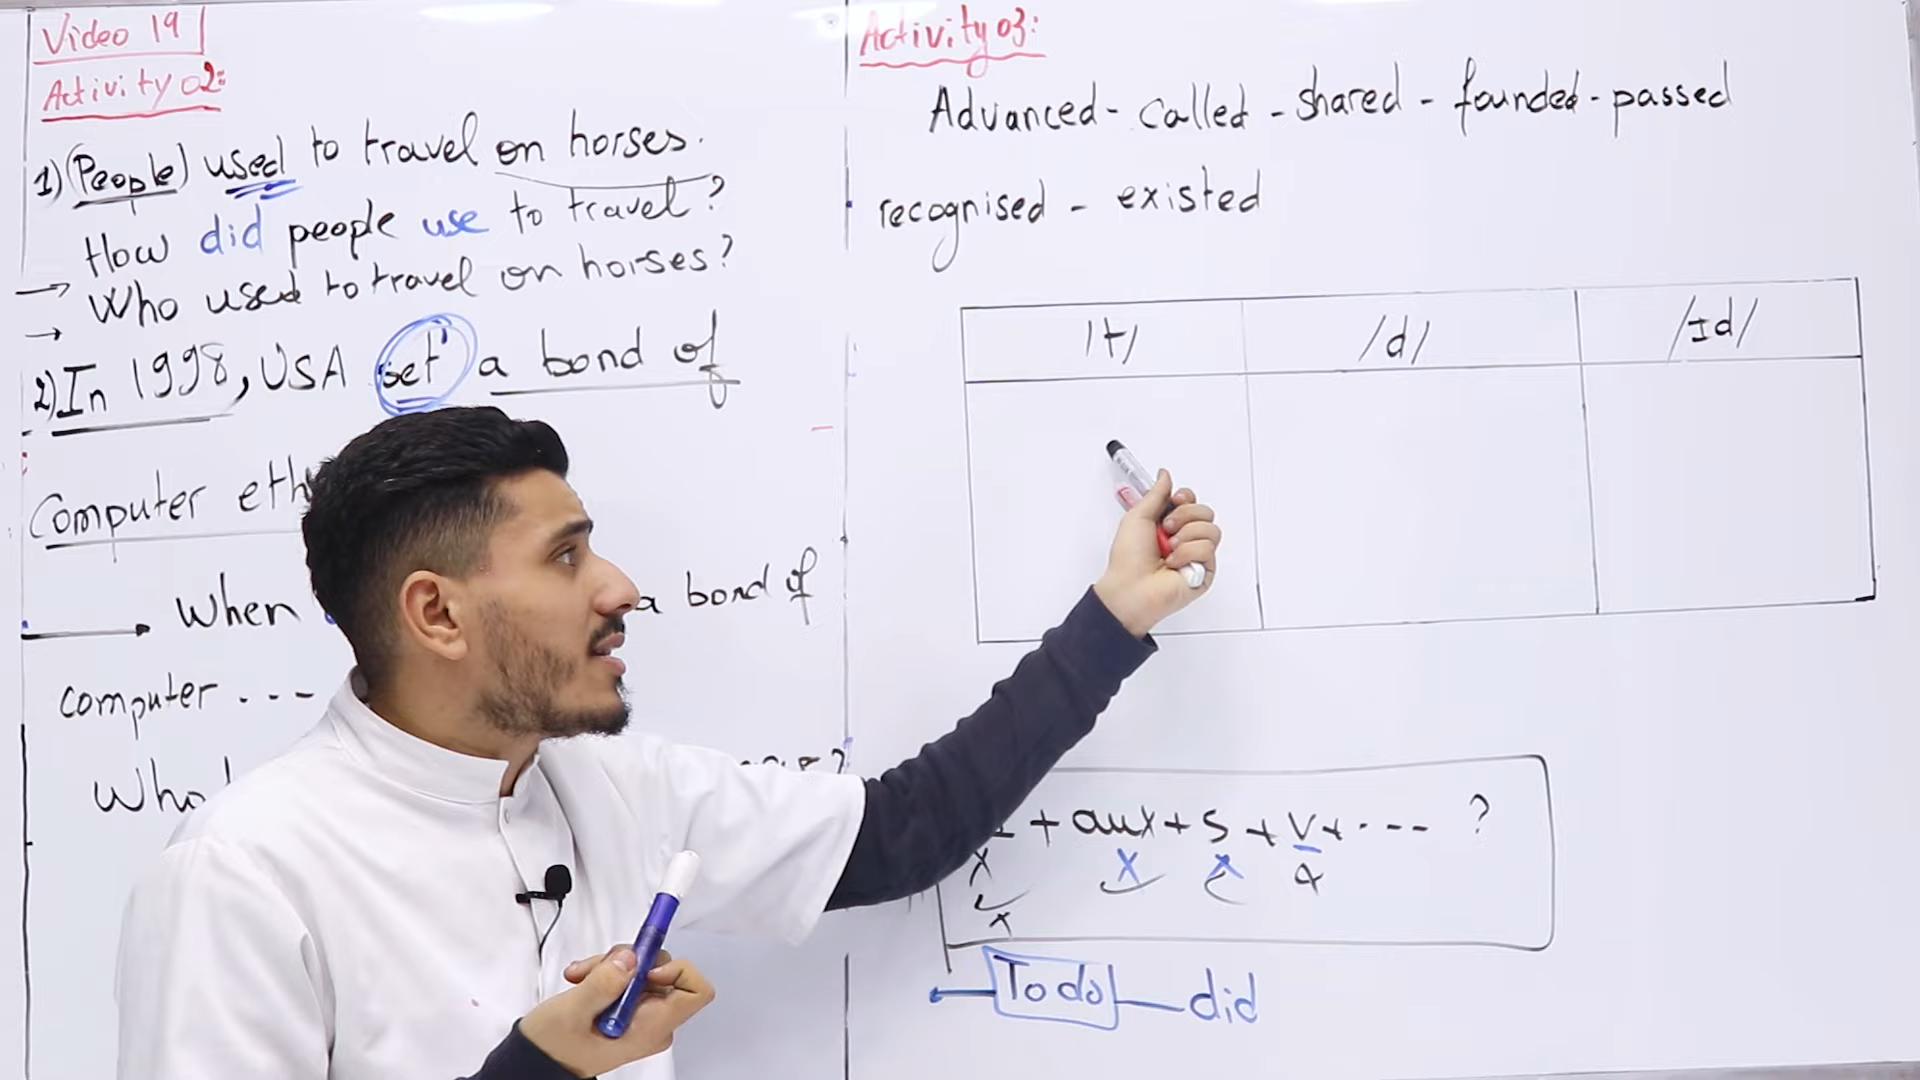 Video 19
Activity 02:
1) (People) used to travel on horses.
How did people use to travel?
→ Who used to travel on horses?
→
2) In 1998, USA set a bond of
Computer eth
When a bond of
computer ...
Who ?
Activity 03:
Advanced - called - shared - founded - passed
recognised - existed
/t/ /d/ /ɪd/
+ aux + S + V + ... ?
x x x
x
To do did